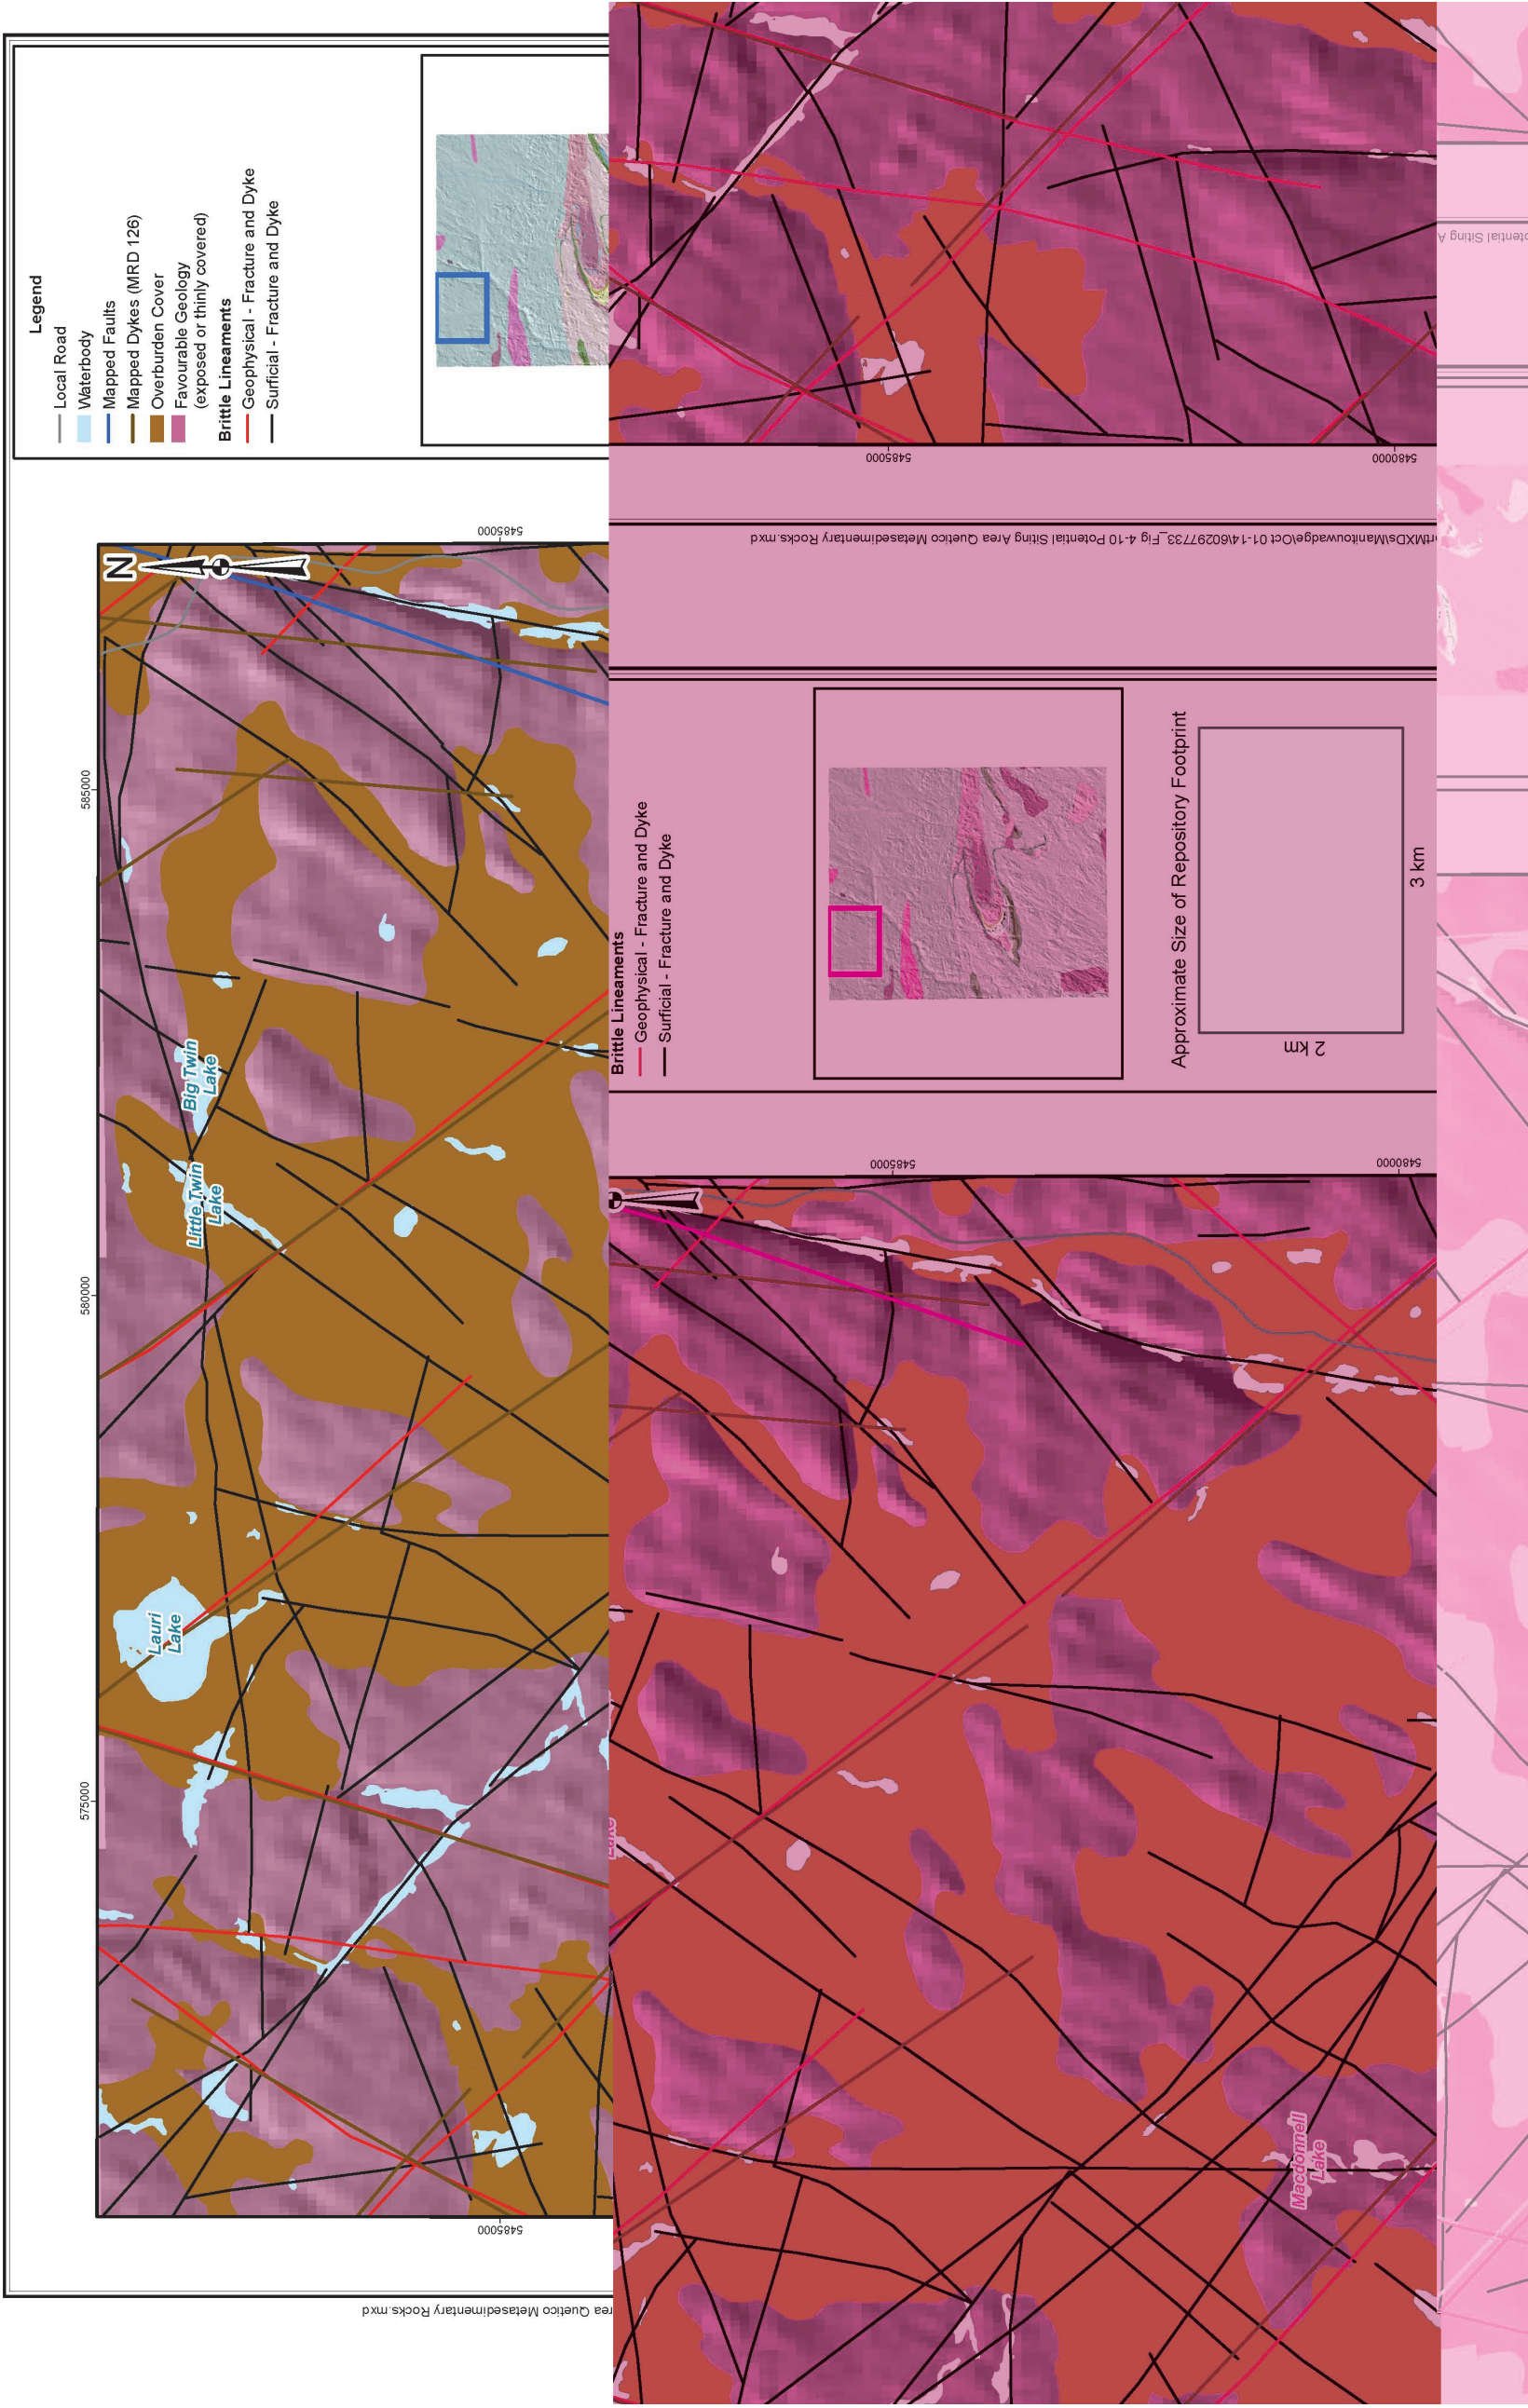 Legend
Local Road
Waterbody
Mapped Faults
Mapped Dykes (MRD 126)
Overburden Cover
Favourable Geology
(exposed or thinly covered)
Brittle Lineaments
Geophysical - Fracture and Dyke
Surficial - Fracture and Dyke
N
5485000
585000
580000
575000
Big Twin
Lake
Little Twin
Lake
Lauri
Lake
5485000
rea Quetico Metasedimentary Rocks.mxd
5485000
5480000
rtMXDs\Manitouwadge\Oct 01-14\60297733_Fig 4-10 Potential Siting Area Quetico Metasedimentary Rocks.mxd
Brittle Lineaments
Geophysical - Fracture and Dyke
Surficial - Fracture and Dyke
Approximate Size of Repository Footprint
2 km
3 km
5485000
5480000
Lake
Macdonnell
Lake
otential Siting A